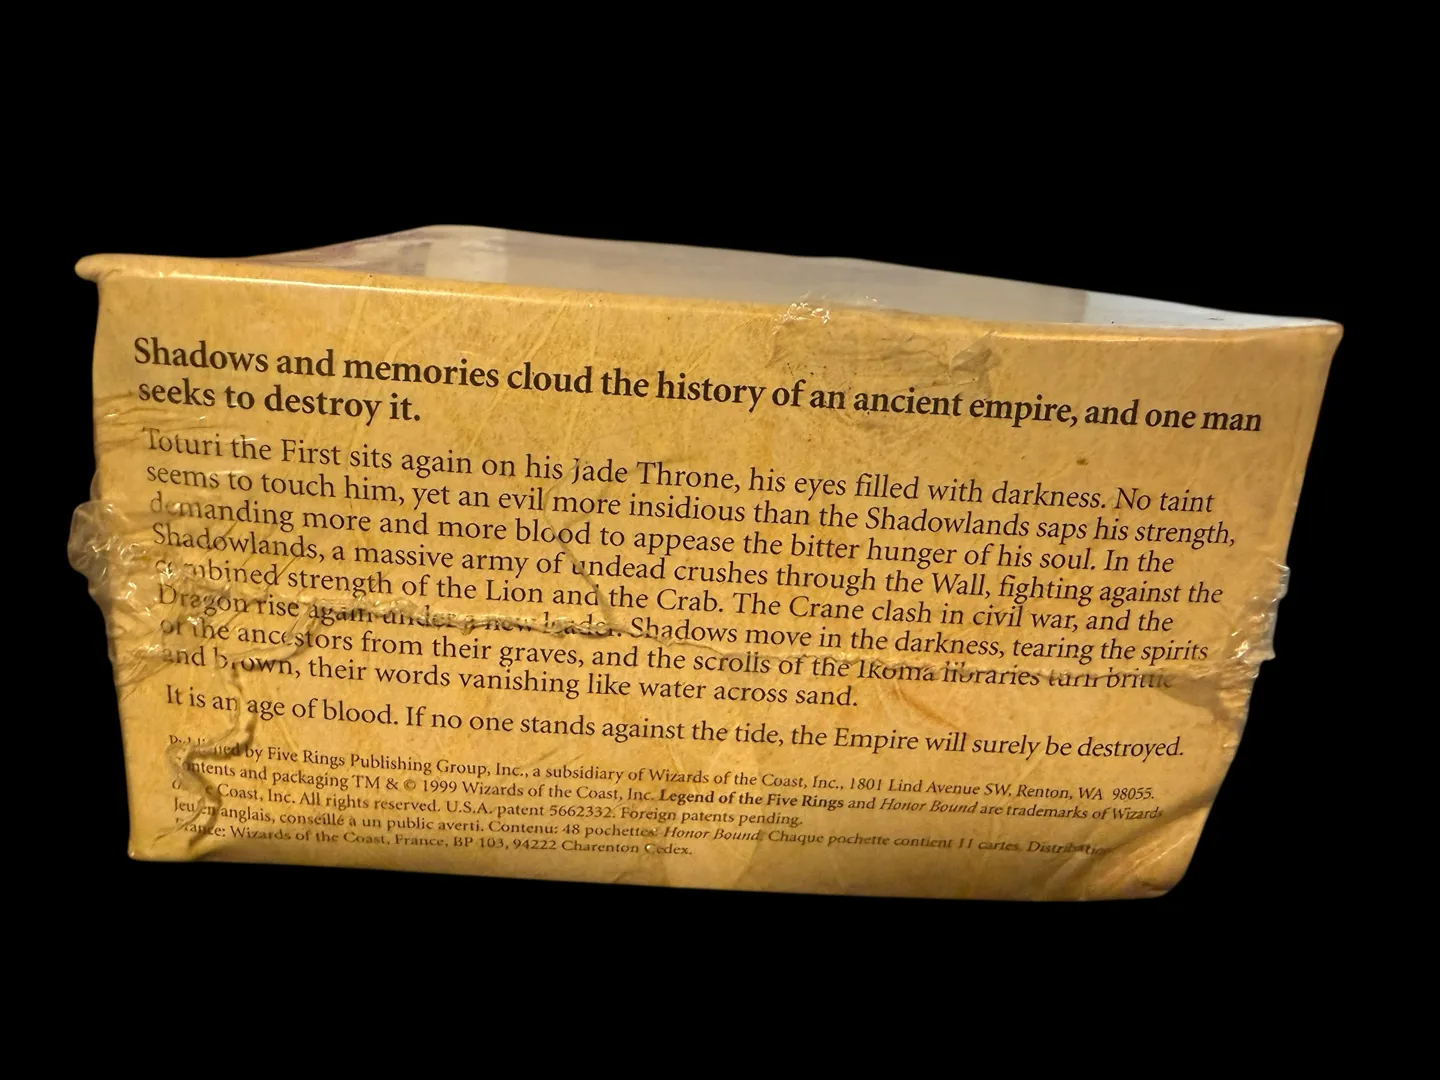 Shadows and memories cloud the history of an ancient empire, and one man
seeks to destroy it.
Toturi the First sits again on his Jade Throne, his eyes filled with darkness. No taint
seems to touch him, yet an evil more insidious than the Shadowlands saps his strength,
demanding more and more blood to appease the bitter hunger of his soul. In the
Shadowlands, a massive army of undead crushes through the Wall, fighting against the
combined strength of the Lion and the Crab. The Crane clash in civil war, and the
Dragon rise again under a new leader. Shadows move in the darkness, tearing the spirits
of the ancestors from their graves, and the scrolls of the Ikoma libraries turn brittle
and brown, their words vanishing like water across sand.
It is an age of blood. If no one stands against the tide, the Empire will surely be destroyed.
Published by Five Rings Publishing Group, Inc., a subsidiary of Wizards of the Coast, Inc., 1801 Lind Avenue SW, Renton, WA 98055.
Contents and packaging TM & © 1999 Wizards of the Coast, Inc. Legend of the Five Rings and Honor Bound are trademarks of Wizards
Coast, Inc. All rights reserved. U.S.A. patent 5662332. Foreign patents pending.
Jeu en anglais, conseillé à un public averti. Contenu: 48 pochettes Honor Bound. Chaque pochette contient 11 cartes. Distribution
France: Wizards of the Coast, France, BP 103, 94222 Charenton Cedex.